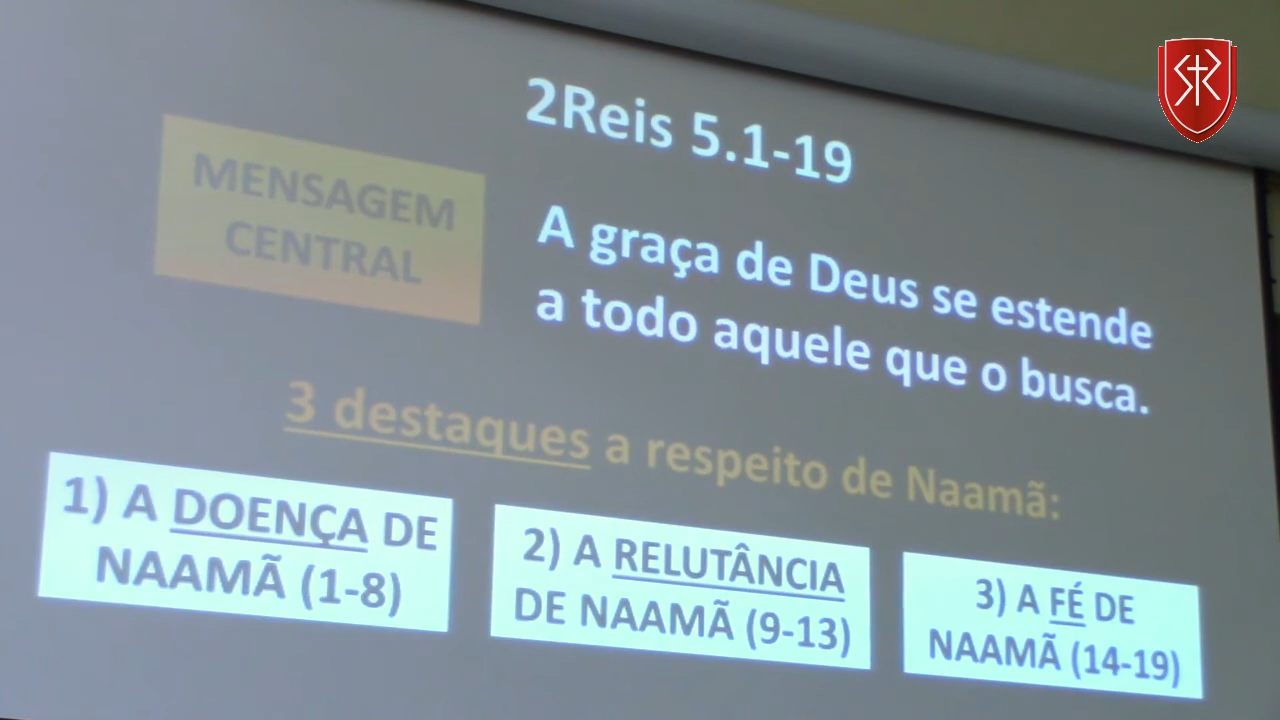 2Reis 5.1-19
MENSAGEM
CENTRAL
A graça de Deus se estende
a todo aquele que o busca.
3 destaques a respeito de Naamã:
1) A DOENÇA DE
NAAMÃ (1-8)
2) A RELUTÂNCIA
DE NAAMÃ (9-13)
3) A FÉ DE
NAAMÃ (14-19)